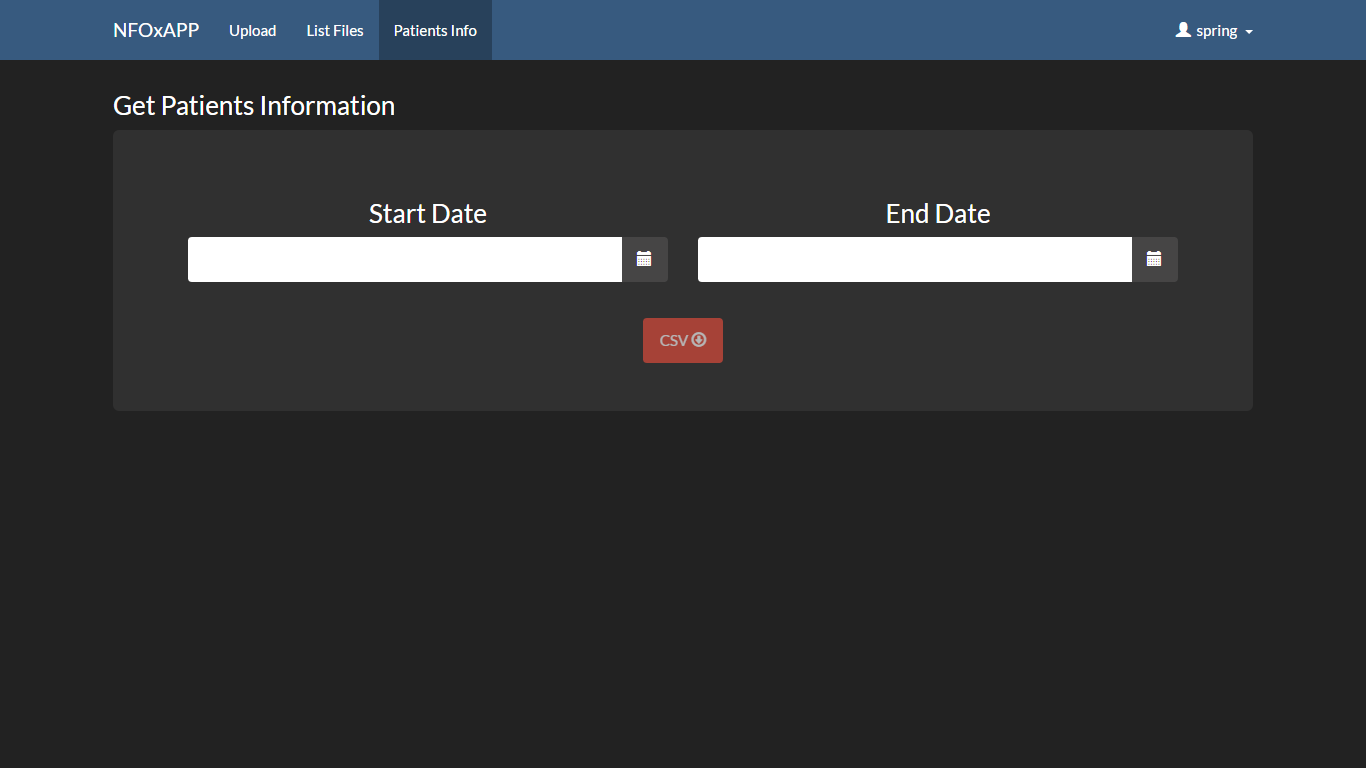 NFOxAPP Upload List Files Patients Info spring
Get Patients Information
Start Date End Date
CSV